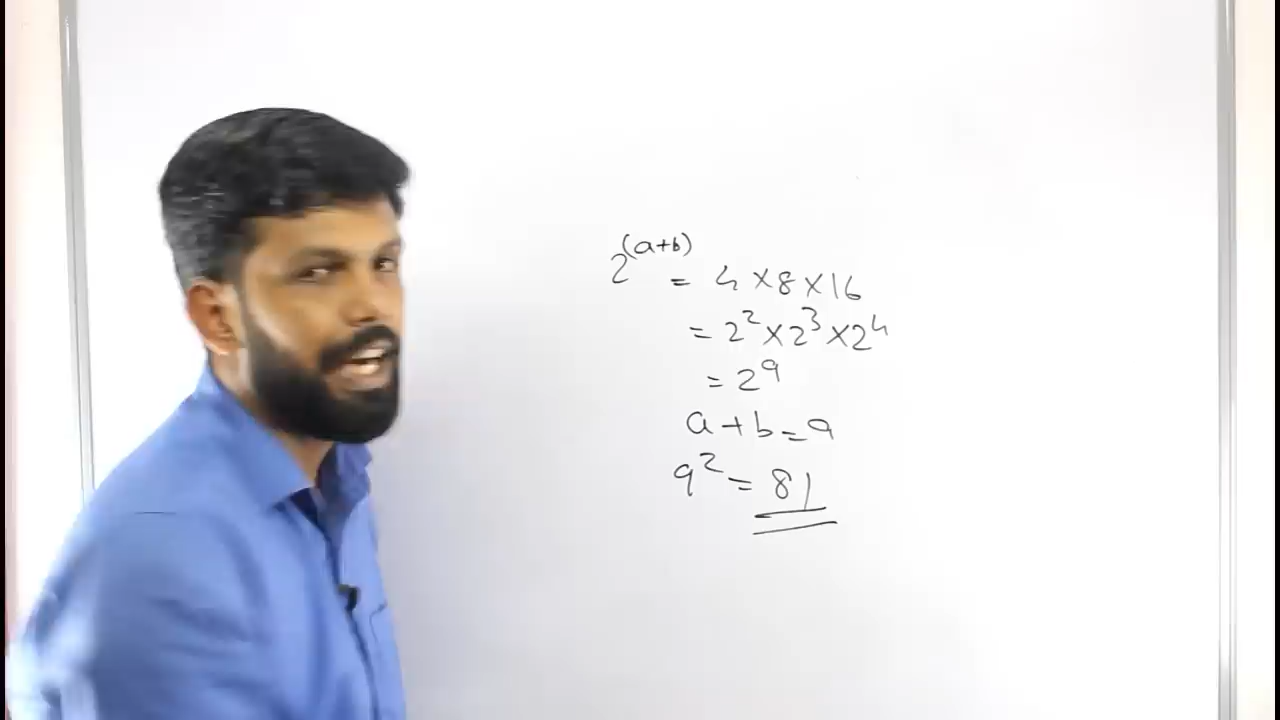 2^(a+b) = 4 × 8 × 16
= 2² × 2³ × 2⁴
= 2⁹
a + b = 9
9² = 81